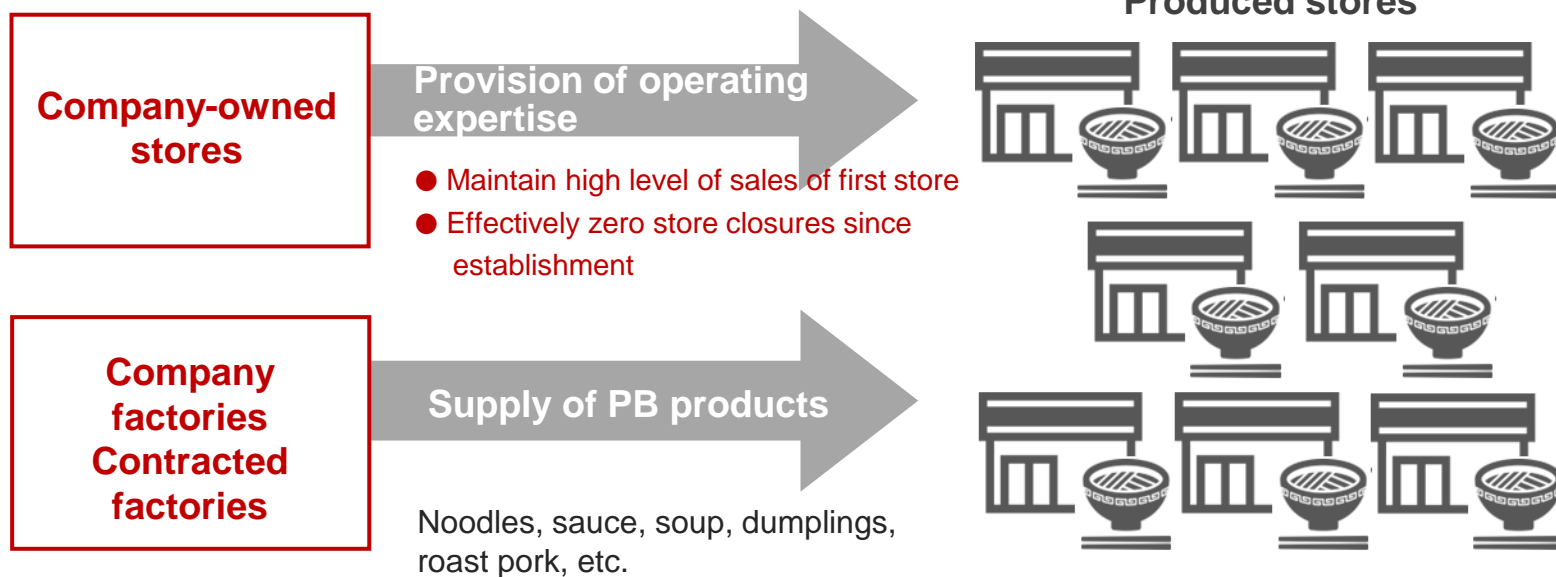 Produced stores
Company-owned
stores
Provision of operating
expertise
● Maintain high level of sales of first store
● Effectively zero store closures since
establishment
Company
factories
Contracted
factories
Supply of PB products
Noodles, sauce, soup, dumplings,
roast pork, etc.